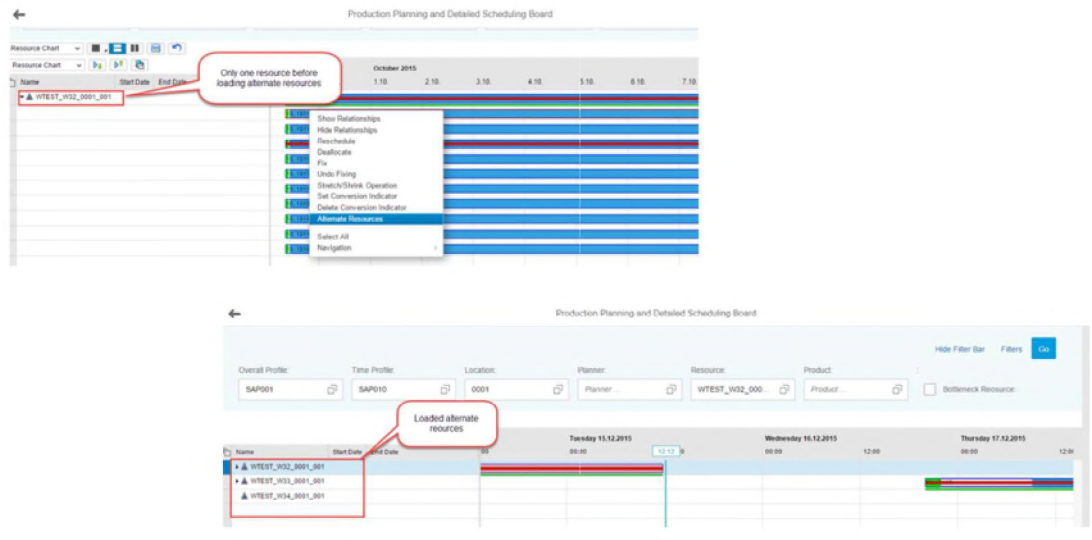 Production Planning and Detailed Scheduling Board
Resource Chart
Resource Chart
Only one resource before
loading alternate resources
October 2015
Name Start Date End Date
1.10. 2.10. 3.10. 4.10. 5.10. 6.10. 7.10.
WTEST_W32_0001_001
Show Relationships
Hide Relationships
Reschedule
Deallocate
Fix
Undo Fixing
Stretch/Shrink Operation
Set Conversion Indicator
Delete Conversion Indicator
Alternate Resources
Select All
Navigation
Production Planning and Detailed Scheduling Board
Hide Filter Bar Filters Go
Overall Profile: Time Profile: Location: Planner: Resource: Product:
SAP001 SAP010 0001 Planner ... WTEST_W32_000... Product ... Bottleneck Resource:
Loaded alternate
reources
Tuesday 15.12.2015 Wednesday 16.12.2015 Thursday 17.12.2015
Name Start Date End Date 00:00 12:12 00:00 12:00 00:00
WTEST_W32_0001_001
WTEST_W33_0001_001
WTEST_W34_0001_001